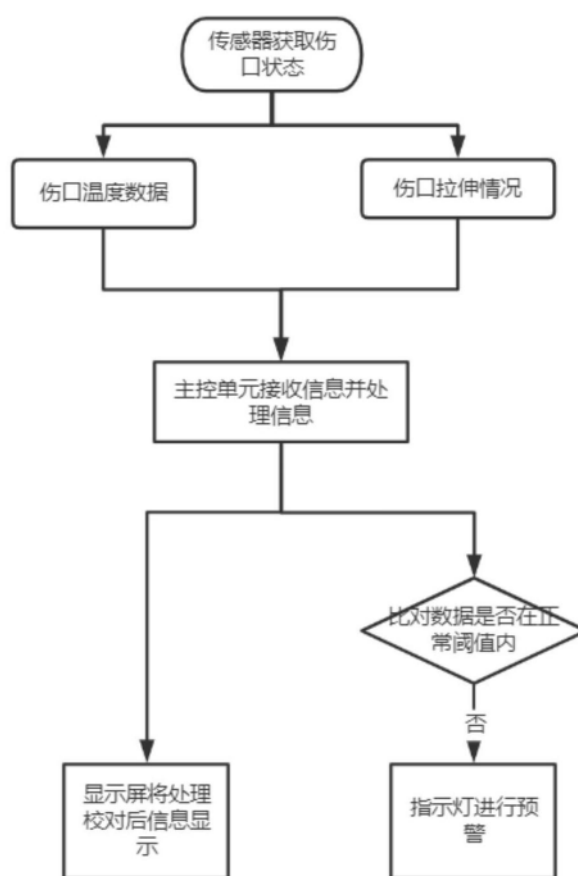 传感器获取伤
口状态
伤口温度数据
伤口拉伸情况
主控单元接收信息并处
理信息
比对数据是否在正
常阈值内
否
显示屏将处理
校对后信息显
示
指示灯进行预
警